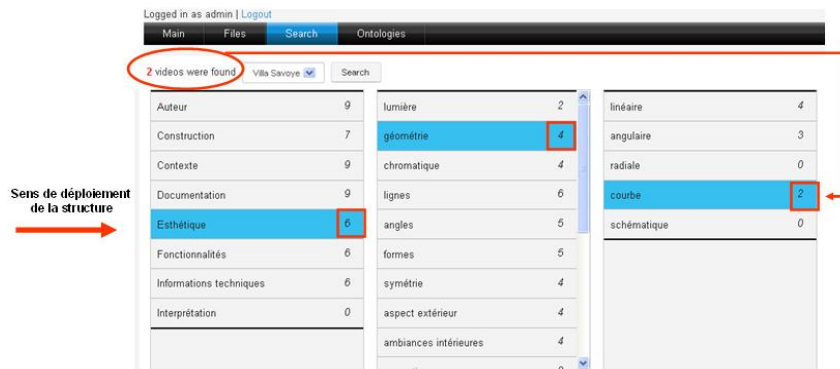 Logged in as admin | Logout
Main Files Search Ontologies
2 videos were found Villa Savoye Search
Auteur 9
Construction 7
Contexte 9
Documentation 9
Esthétique 6
Fonctionnalités 6
Informations techniques 6
Interprétation 0
lumière 2
géométrie 4
chromatique 4
lignes 6
angles 5
formes 5
symétrie 4
aspect extérieur 4
ambiances intérieures 4
linéaire 4
angulaire 3
radiale 0
courbe 2
schématique 0
Sens de déploiement
de la structure